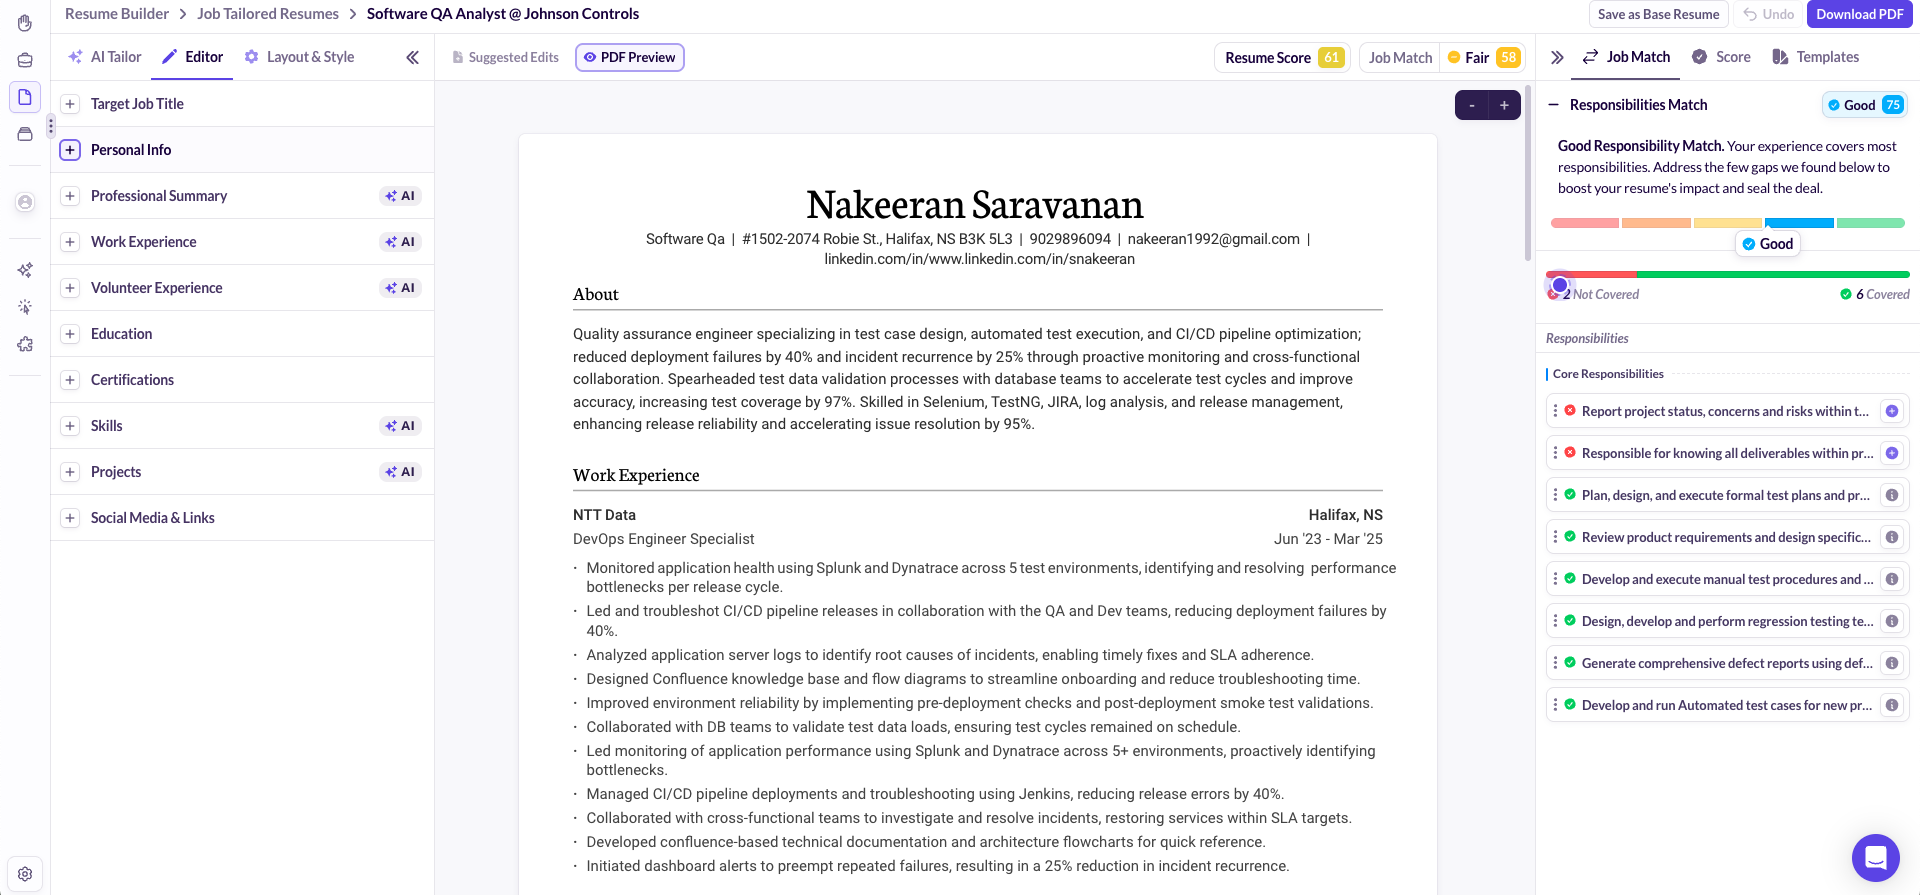 Resume Builder > Job Tailored Resumes > Software QA Analyst @ Johnson Controls
Save as Base Resume
Undo
Download PDF
AI Tailor
Editor
Layout & Style
Suggested Edits
PDF Preview
Resume Score 61
Job Match
Fair 58
Job Match
Score
Templates
Target Job Title
Personal Info
Professional Summary AI
Work Experience AI
Volunteer Experience AI
Education
Certifications
Skills AI
Projects AI
Social Media & Links
- +
Nakeeran Saravanan
Software Qa | #1502-2074 Robie St., Halifax, NS B3K 5L3 | 9029896094 | nakeeran1992@gmail.com |
linkedin.com/in/www.linkedin.com/in/snakeeran
About
Quality assurance engineer specializing in test case design, automated test execution, and CI/CD pipeline optimization;
reduced deployment failures by 40% and incident recurrence by 25% through proactive monitoring and cross-functional
collaboration. Spearheaded test data validation processes with database teams to accelerate test cycles and improve
accuracy, increasing test coverage by 97%. Skilled in Selenium, TestNG, JIRA, log analysis, and release management,
enhancing release reliability and accelerating issue resolution by 95%.
Work Experience
NTT Data Halifax, NS
DevOps Engineer Specialist Jun '23 - Mar '25
· Monitored application health using Splunk and Dynatrace across 5 test environments, identifying and resolving performance
bottlenecks per release cycle.
· Led and troubleshot CI/CD pipeline releases in collaboration with the QA and Dev teams, reducing deployment failures by
40%.
· Analyzed application server logs to identify root causes of incidents, enabling timely fixes and SLA adherence.
· Designed Confluence knowledge base and flow diagrams to streamline onboarding and reduce troubleshooting time.
· Improved environment reliability by implementing pre-deployment checks and post-deployment smoke test validations.
· Collaborated with DB teams to validate test data loads, ensuring test cycles remained on schedule.
· Led monitoring of application performance using Splunk and Dynatrace across 5+ environments, proactively identifying
bottlenecks.
· Managed CI/CD pipeline deployments and troubleshooting using Jenkins, reducing release errors by 40%.
· Collaborated with cross-functional teams to investigate and resolve incidents, restoring services within SLA targets.
· Developed confluence-based technical documentation and architecture flowcharts for quick reference.
· Initiated dashboard alerts to preempt repeated failures, resulting in a 25% reduction in incident recurrence.
Responsibilities Match
Good 75
Good Responsibility Match. Your experience covers most
responsibilities. Address the few gaps we found below to
boost your resume's impact and seal the deal.
Good
2 Not Covered
6 Covered
Responsibilities
Core Responsibilities
Report project status, concerns and risks within t...
Responsible for knowing all deliverables within pr...
Plan, design, and execute formal test plans and pr...
Review product requirements and design specific...
Develop and execute manual test procedures and ...
Design, develop and perform regression testing te...
Generate comprehensive defect reports using def...
Develop and run Automated test cases for new pr...